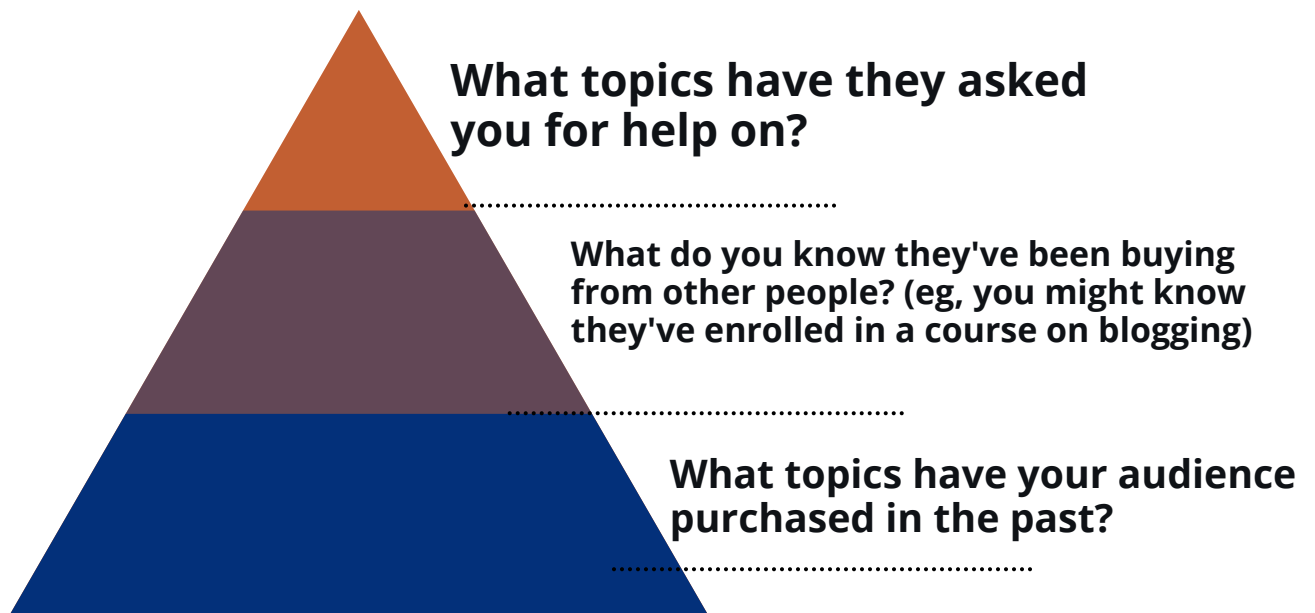 What topics have they asked
you for help on?
What do you know they've been buying
from other people? (eg, you might know
they've enrolled in a course on blogging)
What topics have your audience
purchased in the past?